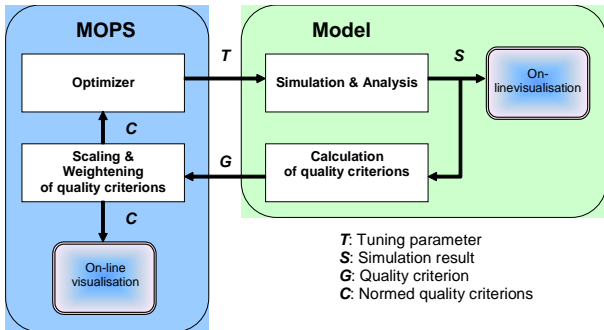 MOPS
Model
Optimizer
T
Simulation & Analysis
S
On-
linevisualisation
C
Scaling &
Weightening
of quality criterions
G
Calculation
of quality criterions
C
On-line
visualisation
T: Tuning parameter
S: Simulation result
G: Quality criterion
C: Normed quality criterions